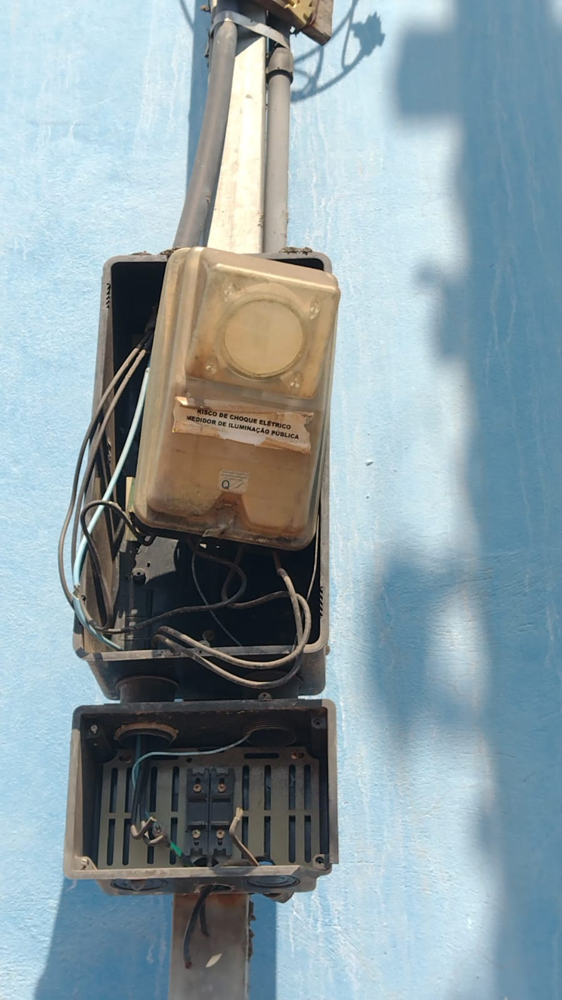 RISCO DE CHOQUE ELÉTRICO
MEDIDOR DE ILUMINAÇÃO PÚBLICA
Q